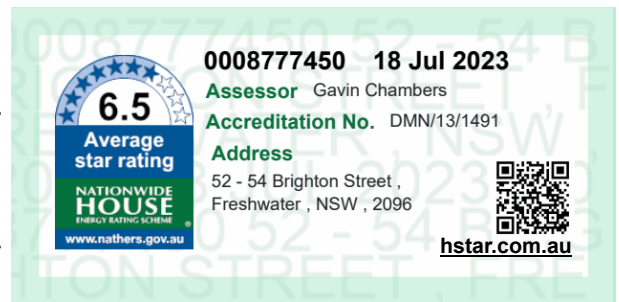 0008777450 18 Jul 2023
Assessor Gavin Chambers
Accreditation No. DMN/13/1491
Address
52 - 54 Brighton Street ,
Freshwater , NSW , 2096
hstar.com.au
6.5
Average
star rating
NATIONWIDE
HOUSE
ENERGY RATING SCHEME ®
www.nathers.gov.au